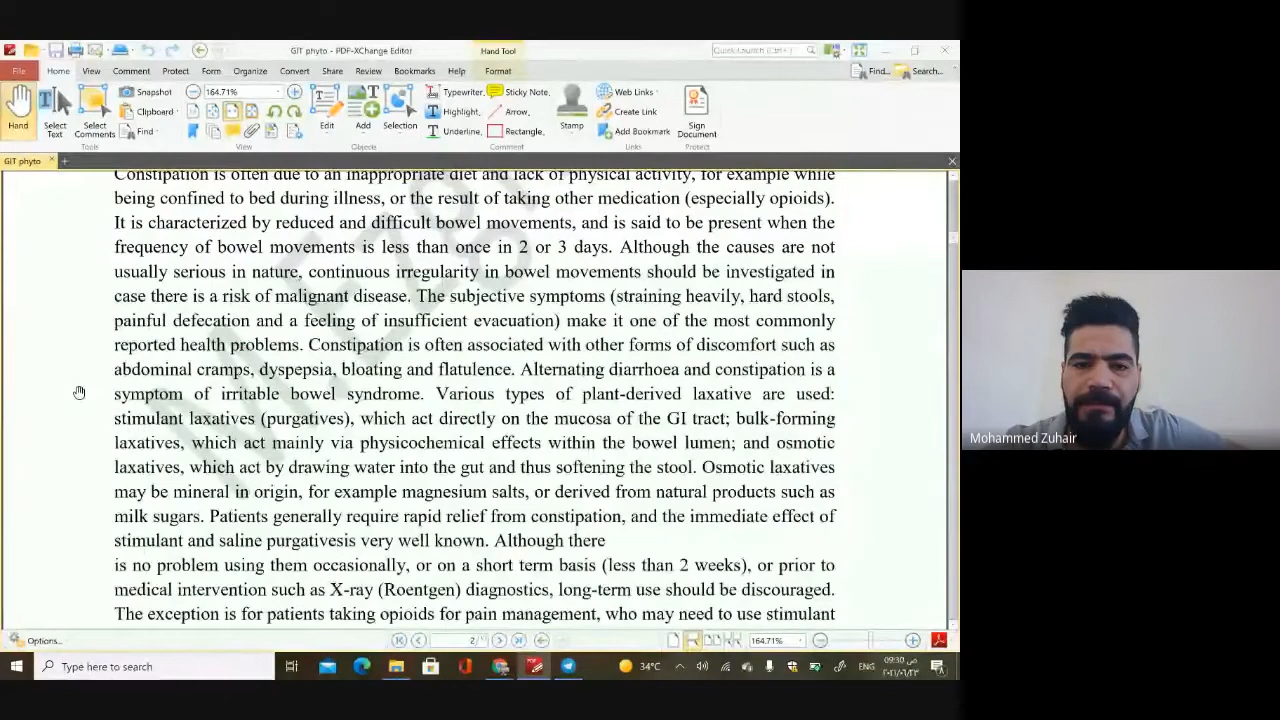 GIT phyto - PDF-XChange Editor
Hand Tool
Quick Launch (Ctrl+.)
File Home View Comment Protect Form Organize Convert Share Review Bookmarks Help Format Find... Search...
Hand
Select Text
Select Comments
Snapshot
Clipboard
Find
Tools
164.71%
View
Edit
Add
Selection
Objects
Typewriter
Highlight
Underline
Sticky Note
Arrow
Rectangle
Stamp
Comment
Web Links
Create Link
Add Bookmark
Links
Sign Document
Protect
GIT phyto
Constipation is often due to an inappropriate diet and lack of physical activity, for example while
being confined to bed during illness, or the result of taking other medication (especially opioids).
It is characterized by reduced and difficult bowel movements, and is said to be present when the
frequency of bowel movements is less than once in 2 or 3 days. Although the causes are not
usually serious in nature, continuous irregularity in bowel movements should be investigated in
case there is a risk of malignant disease. The subjective symptoms (straining heavily, hard stools,
painful defecation and a feeling of insufficient evacuation) make it one of the most commonly
reported health problems. Constipation is often associated with other forms of discomfort such as
abdominal cramps, dyspepsia, bloating and flatulence. Alternating diarrhoea and constipation is a
symptom of irritable bowel syndrome. Various types of plant-derived laxative are used:
stimulant laxatives (purgatives), which act directly on the mucosa of the GI tract; bulk-forming
laxatives, which act mainly via physicochemical effects within the bowel lumen; and osmotic
laxatives, which act by drawing water into the gut and thus softening the stool. Osmotic laxatives
may be mineral in origin, for example magnesium salts, or derived from natural products such as
milk sugars. Patients generally require rapid relief from constipation, and the immediate effect of
stimulant and saline purgativesis very well known. Although there
is no problem using them occasionally, or on a short term basis (less than 2 weeks), or prior to
medical intervention such as X-ray (Roentgen) diagnostics, long-term use should be discouraged.
The exception is for patients taking opioids for pain management, who may need to use stimulant
Mohammed Zuhair
Options...
164.71%
Type here to search
34°C
ENG
09:30 ص